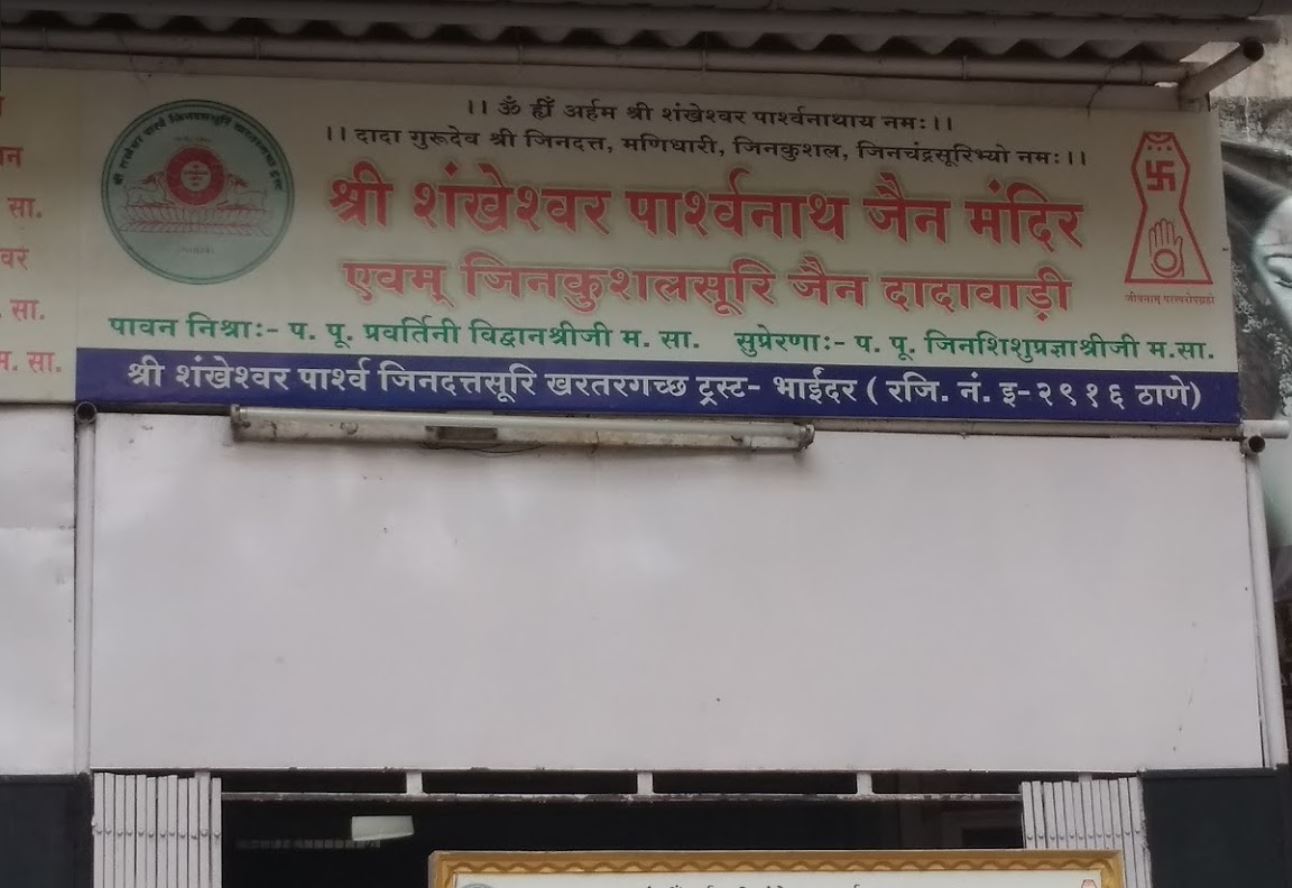 ।। ॐ ह्रीँ अर्हम श्री शंखेश्वर पार्श्वनाथाय नमः।।
।। दादा गुरूदेव श्री जिनदत्त, मणिधारी, जिनकुशल, जिनचंद्रसूरिभ्यो नमः।।
श्री शंखेश्वर पार्श्वनाथ जैन मंदिर
एवम् जिनकुशलसूरि जैन दादावाड़ी
पावन निश्राः- प. पू. प्रवर्तिनी विद्वानश्रीजी म. सा. सुप्रेरणाः- प. पू. जिनशिशुप्रज्ञाश्रीजी म.सा.
श्री शंखेश्वर पार्श्व जिनदत्तसूरि खरतरगच्छ ट्रस्ट- भाईंदर ( रजि. नं. इ-२९१६ ठाणे)
सा.
सा.
म. सा.